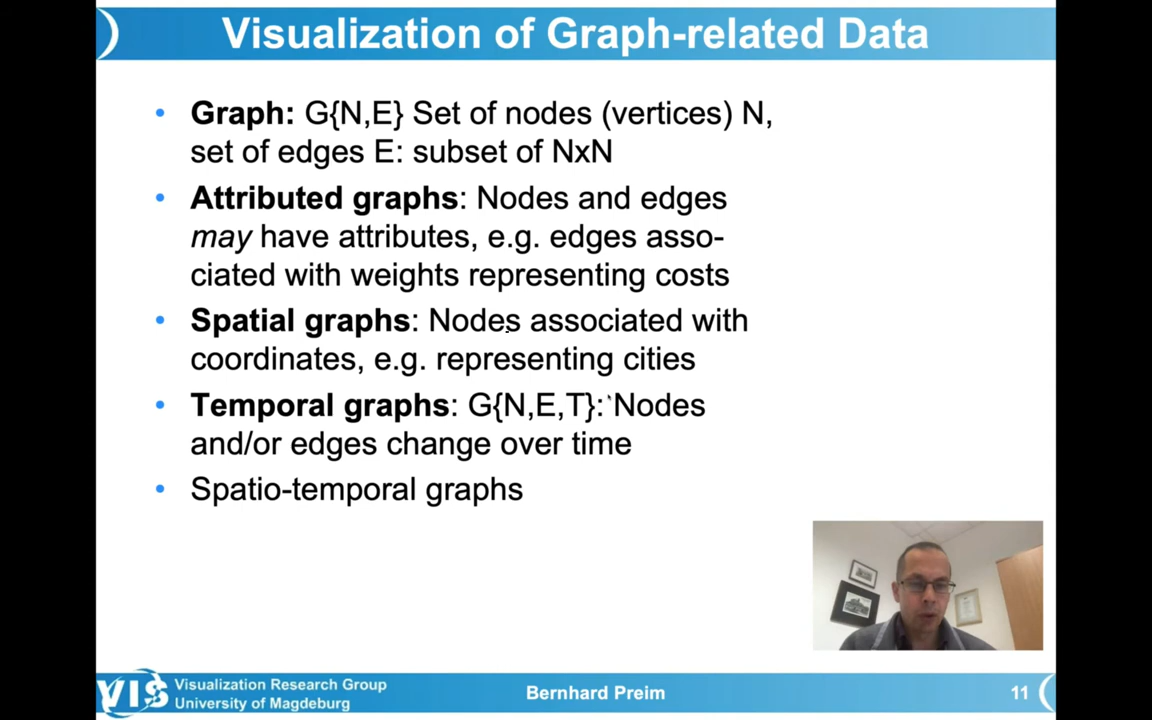 Visualization of Graph-related Data
• Graph: G{N,E} Set of nodes (vertices) N,
set of edges E: subset of NxN
• Attributed graphs: Nodes and edges
may have attributes, e.g. edges asso-
ciated with weights representing costs
• Spatial graphs: Nodes associated with
coordinates, e.g. representing cities
• Temporal graphs: G{N,E,T}: Nodes
and/or edges change over time
• Spatio-temporal graphs
VIS
Visualization Research Group
University of Magdeburg
Bernhard Preim
11